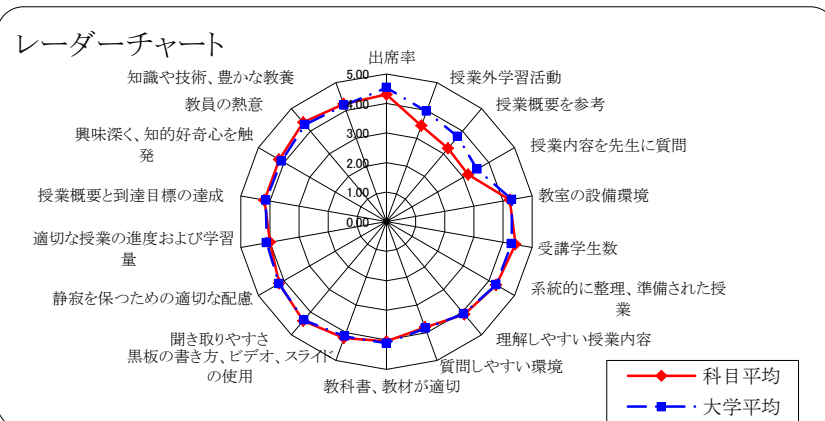 レーダーチャート
出席率
授業外学習活動
授業概要を参考
授業内容を先生に質問
教室の設備環境
受講学生数
系統的に整理、準備された授
業
理解しやすい授業内容
質問しやすい環境
教科書、教材が適切
黒板の書き方、ビデオ、スライド
の使用
聞き取りやすさ
静寂を保つための適切な配慮
適切な授業の進度および学習
量
授業概要と到達目標の達成
興味深く、知的好奇心を触
発
教員の熱意
知識や技術、豊かな教養
5.00
4.00
3.00
2.00
1.00
0.00
科目平均
大学平均